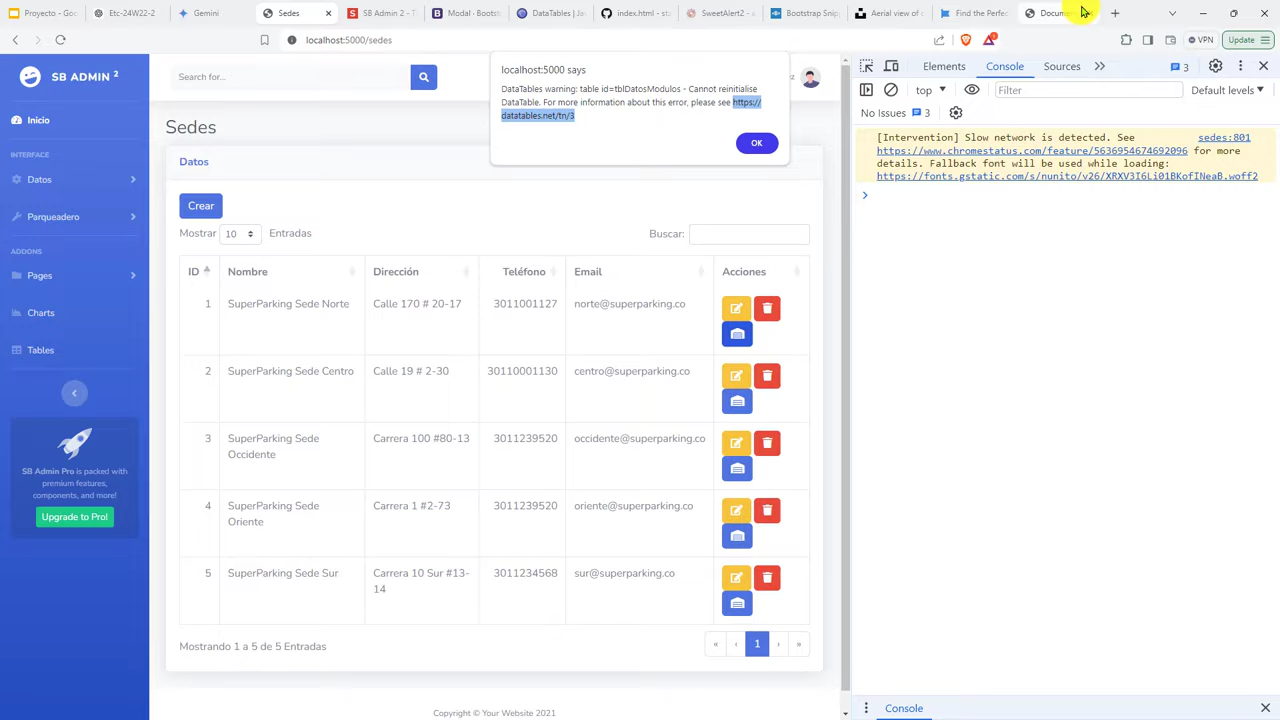 Proyecto -
Etc-24W22-2
Gemini
Sedes
SB Admin 2 - T
Modal · Bootst
DataTables | Ja
index.html - st
SweetAlert2 - a
Bootstrap Snip
Aerial view of c
Find the Perfec
Docum
localhost:5000/sedes
VPN
Update
SB ADMIN 2
Inicio
INTERFACE
Datos
Parqueadero
ADDONS
Pages
Charts
Tables
SB Admin Pro is packed with
premium features,
components, and more!
Upgrade to Pro!
Search for...
localhost:5000 says
DataTables warning: table id=tblDatosModulos - Cannot reinitialise
DataTable. For more information about this error, please see https://
datatables.net/tn/3
OK
Sedes
Datos
Crear
Mostrar 10 Entradas
Buscar:
ID Nombre Dirección Teléfono Email Acciones
1 SuperParking Sede Norte Calle 170 # 20-17 3011001127 norte@superparking.co
2 SuperParking Sede Centro Calle 19 # 2-30 30110001130 centro@superparking.co
3 SuperParking Sede Carrera 100 #80-13 3011239520 occidente@superparking.co
Occidente
4 SuperParking Sede Carrera 1 #2-73 3011239520 oriente@superparking.co
Oriente
5 SuperParking Sede Sur Carrera 10 Sur #13- 3011234568 sur@superparking.co
14
Mostrando 1 a 5 de 5 Entradas
« ‹ 1 › »
Copyright © Your Website 2021
Elements Console Sources » 3
top Filter Default levels
No Issues 3
[Intervention] Slow network is detected. See sedes:801
https://www.chromestatus.com/feature/5636954674692096 for more
details. Fallback font will be used while loading:
https://fonts.gstatic.com/s/nunito/v26/XRXV3I6Li01BKofINeaB.woff2
Console